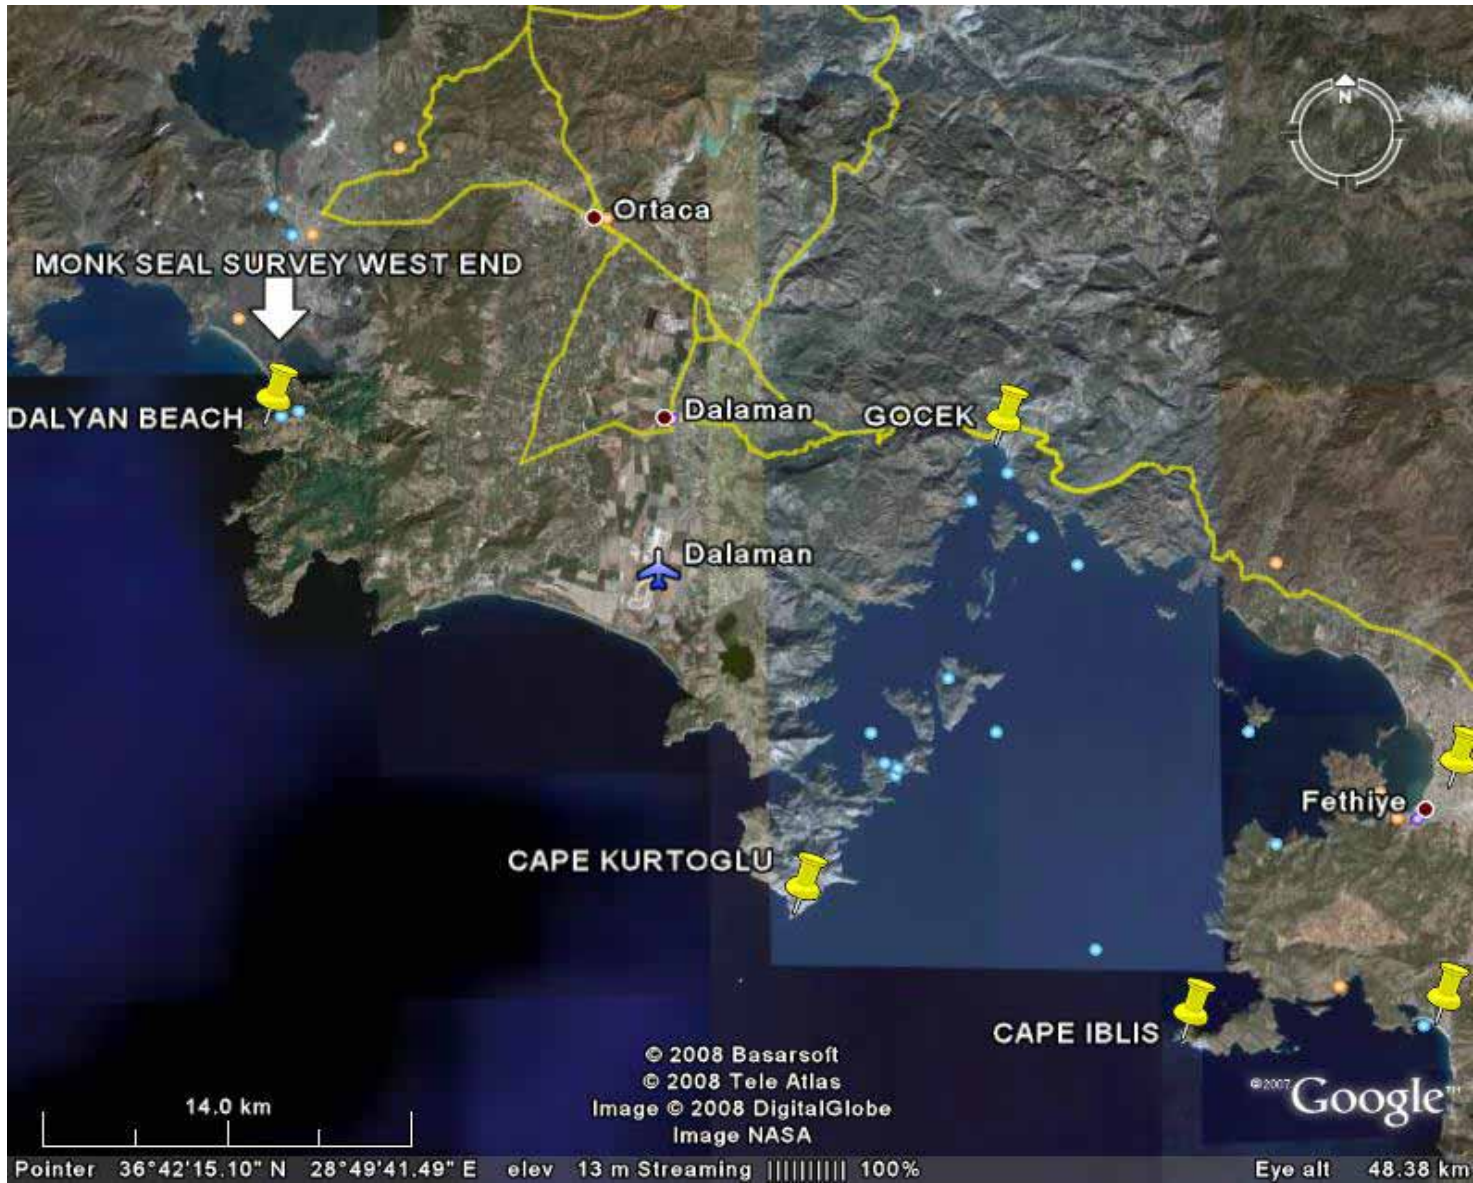 N
Ortaca
MONK SEAL SURVEY WEST END
DALYAN BEACH
Dalaman
GOCEK
Dalaman
Fethiye
CAPE KURTOGLU
CAPE IBLIS
© 2008 Basarsoft
© 2008 Tele Atlas
Image © 2008 DigitalGlobe
Image NASA
©2007 Google™
14.0 km
Pointer 36°42'15.10" N 28°49'41.49" E elev 13 m Streaming |||||||||| 100% Eye alt 48.38 km